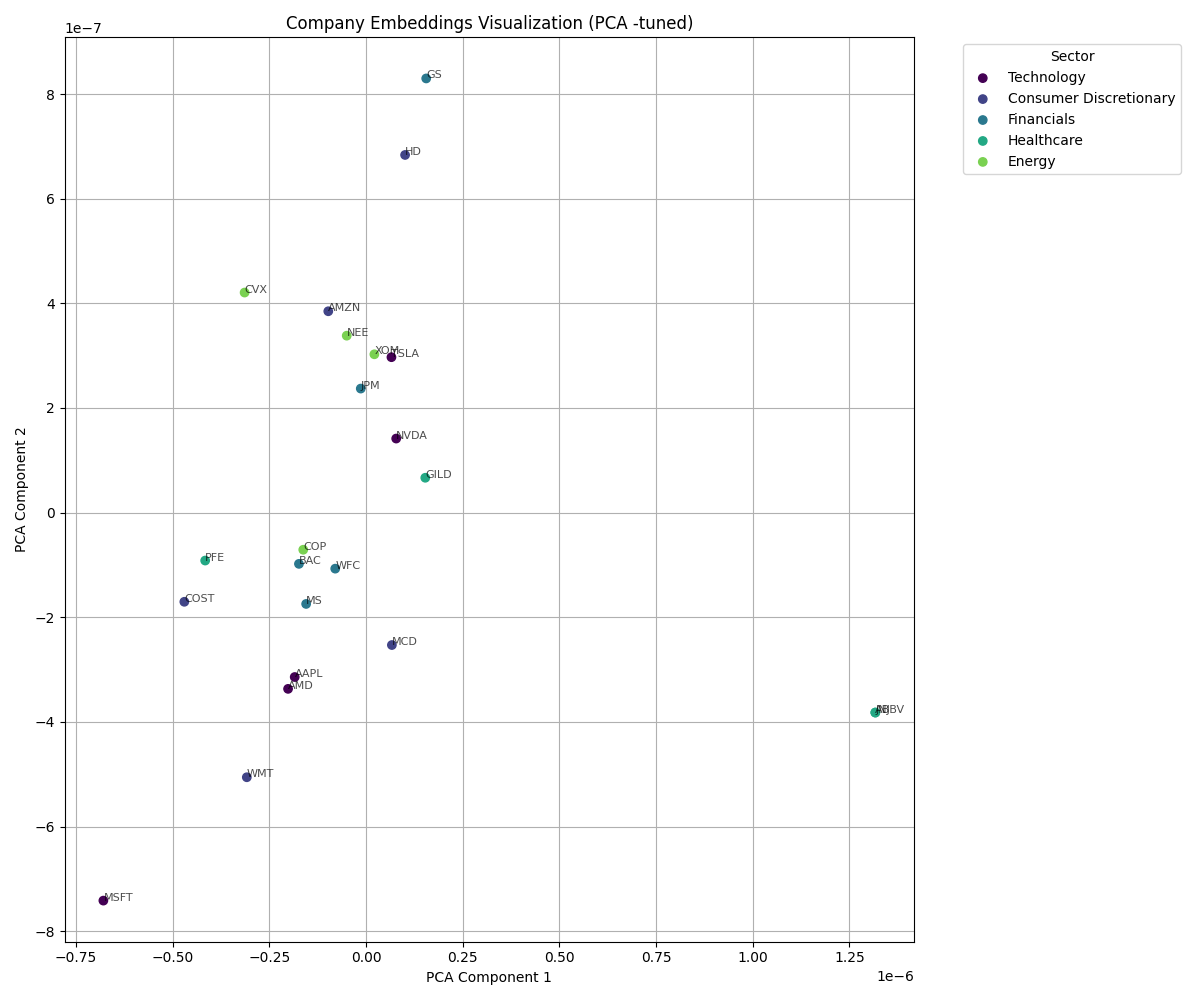 Company Embeddings Visualization (PCA -tuned)
1e−7
Sector
Technology
Consumer Discretionary
Financials
Healthcare
Energy
GS
HD
CVX
AMZN
NEE
XOM
TSLA
JPM
NVDA
GILD
COP
PFE
BAC
WFC
COST
MS
MCD
AAPL
AMD
ABBV
WMT
MSFT
8
6
4
2
0
−2
−4
−6
−8
PCA Component 2
−0.75
−0.50
−0.25
0.00
0.25
0.50
0.75
1.00
1.25
PCA Component 1
1e−6